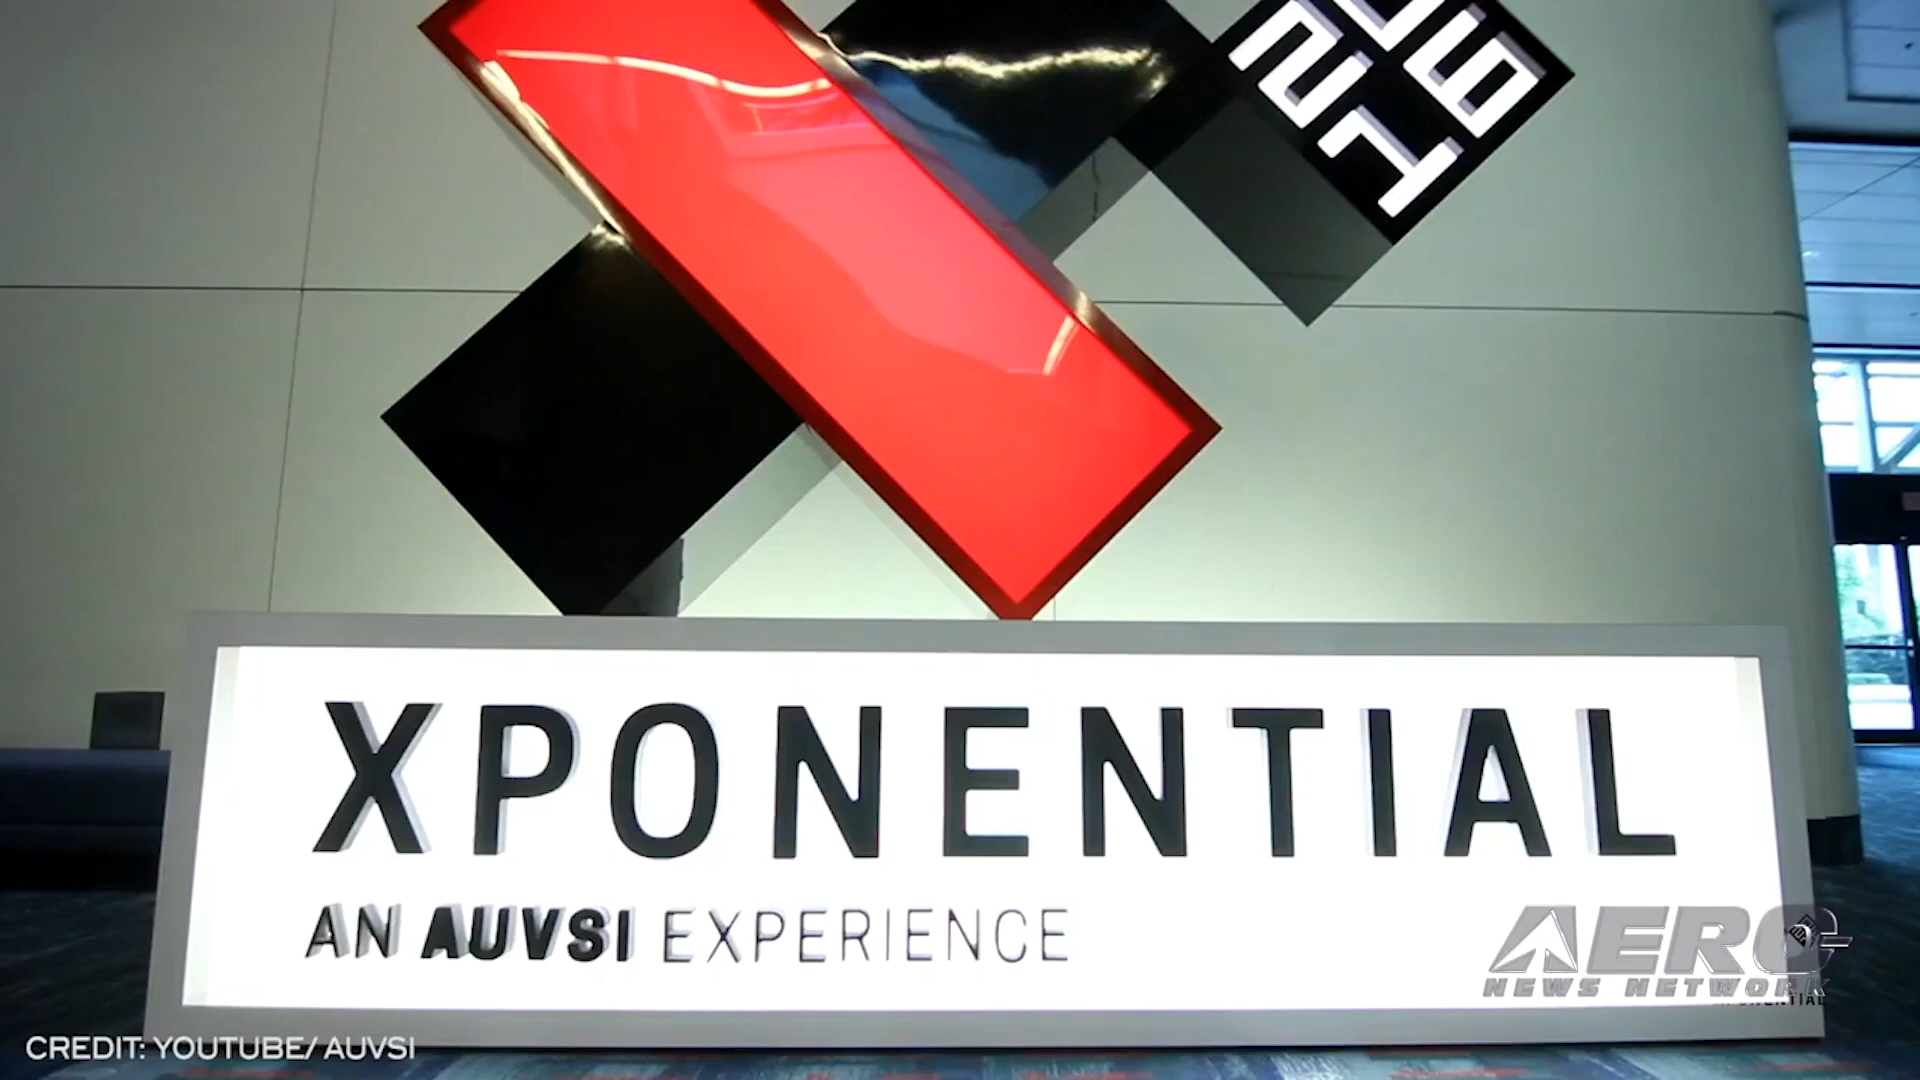 XPONENTIAL
AN AUVSI EXPERIENCE
AERO
NEWS NETWORK
CREDIT: YOUTUBE/ AUVSI